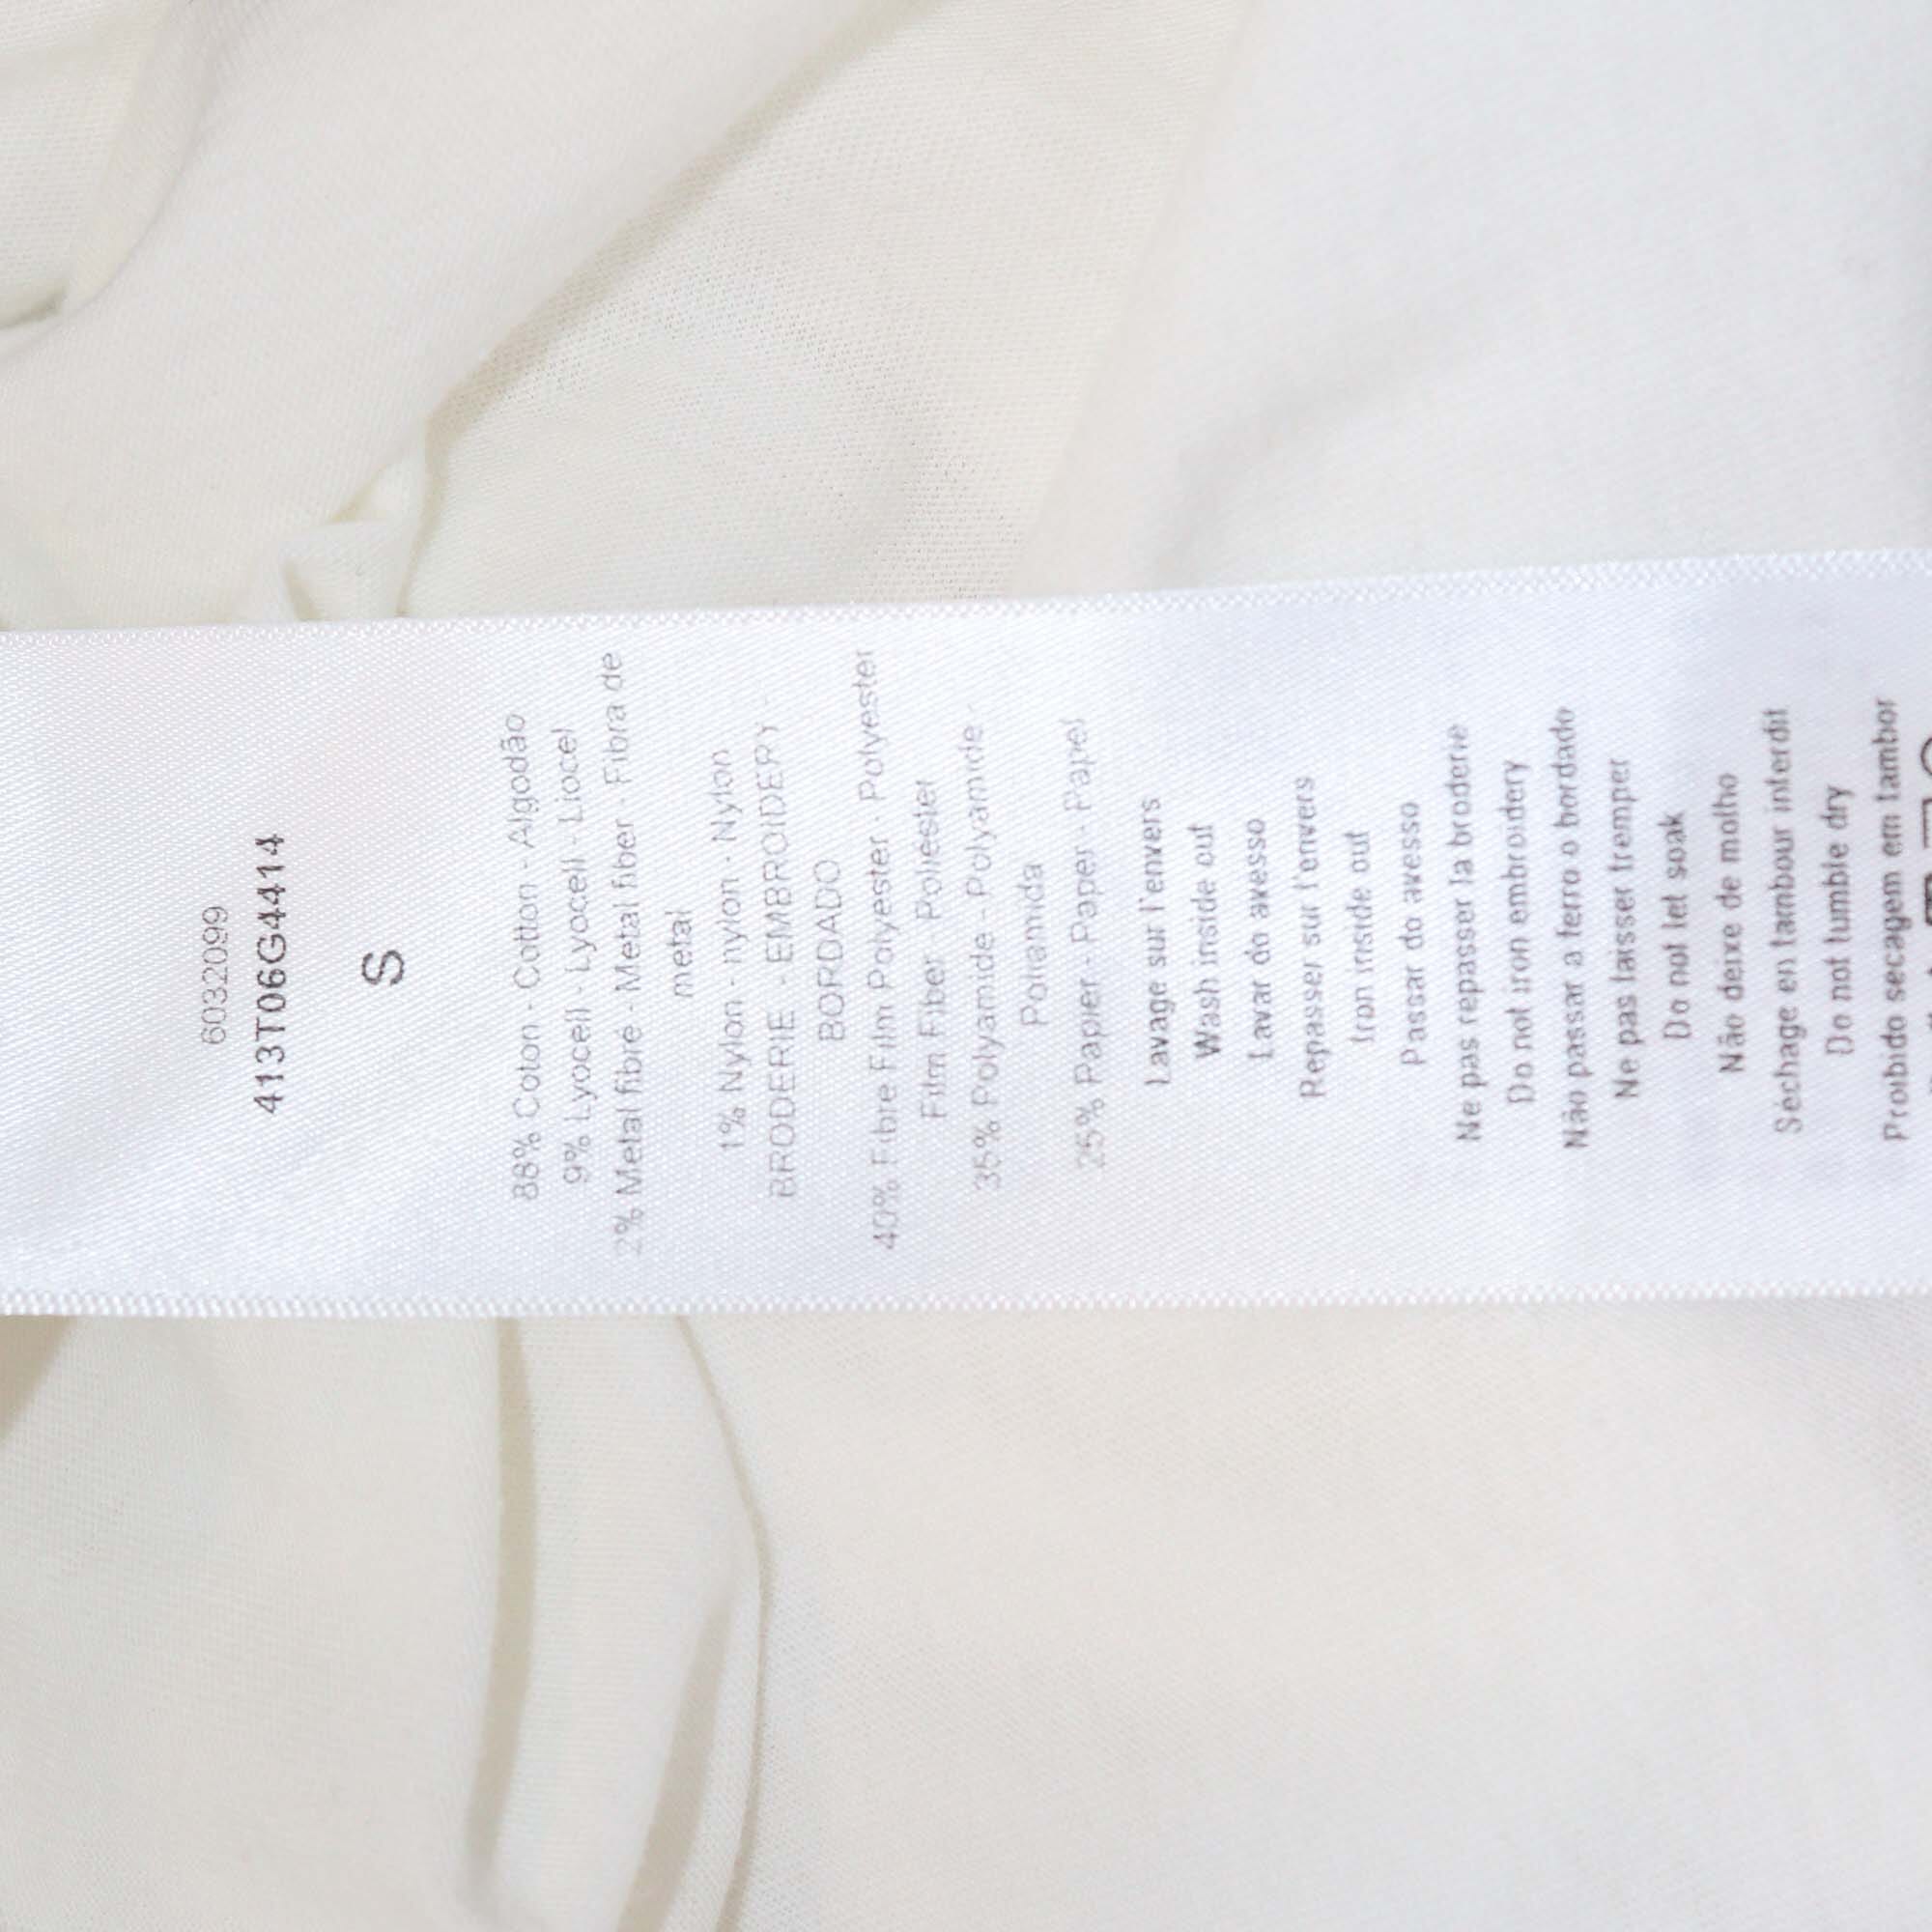 6032099
413T06G4414
S
88% Coton - Cotton - Algodão
9% Lyocell - Lyocell - Liocel
2% Metal fibré - Metal fiber - Fibra de
metal
1% Nylon - nylon - Nylon
BRODERIE - EMBROIDERY -
BORDADO
40% Fibre Film Polyester - Polyester
Film Fiber Poliéster
35% Polyamide - Polyamide -
Poliamida
25% Papier - Paper - Papel
Lavage sur l'envers
Wash inside out
Lavar do avesso
Repasser sur l'envers
Iron inside out
Passar do avesso
Ne pas repasser la broderie
Do not iron embroidery
Não passar a ferro o bordado
Ne pas laisser tremper
Do not let soak
Não deixe de molho
Sechage en tambour interdit
Do not tumble dry
Proibido secagem em tambor